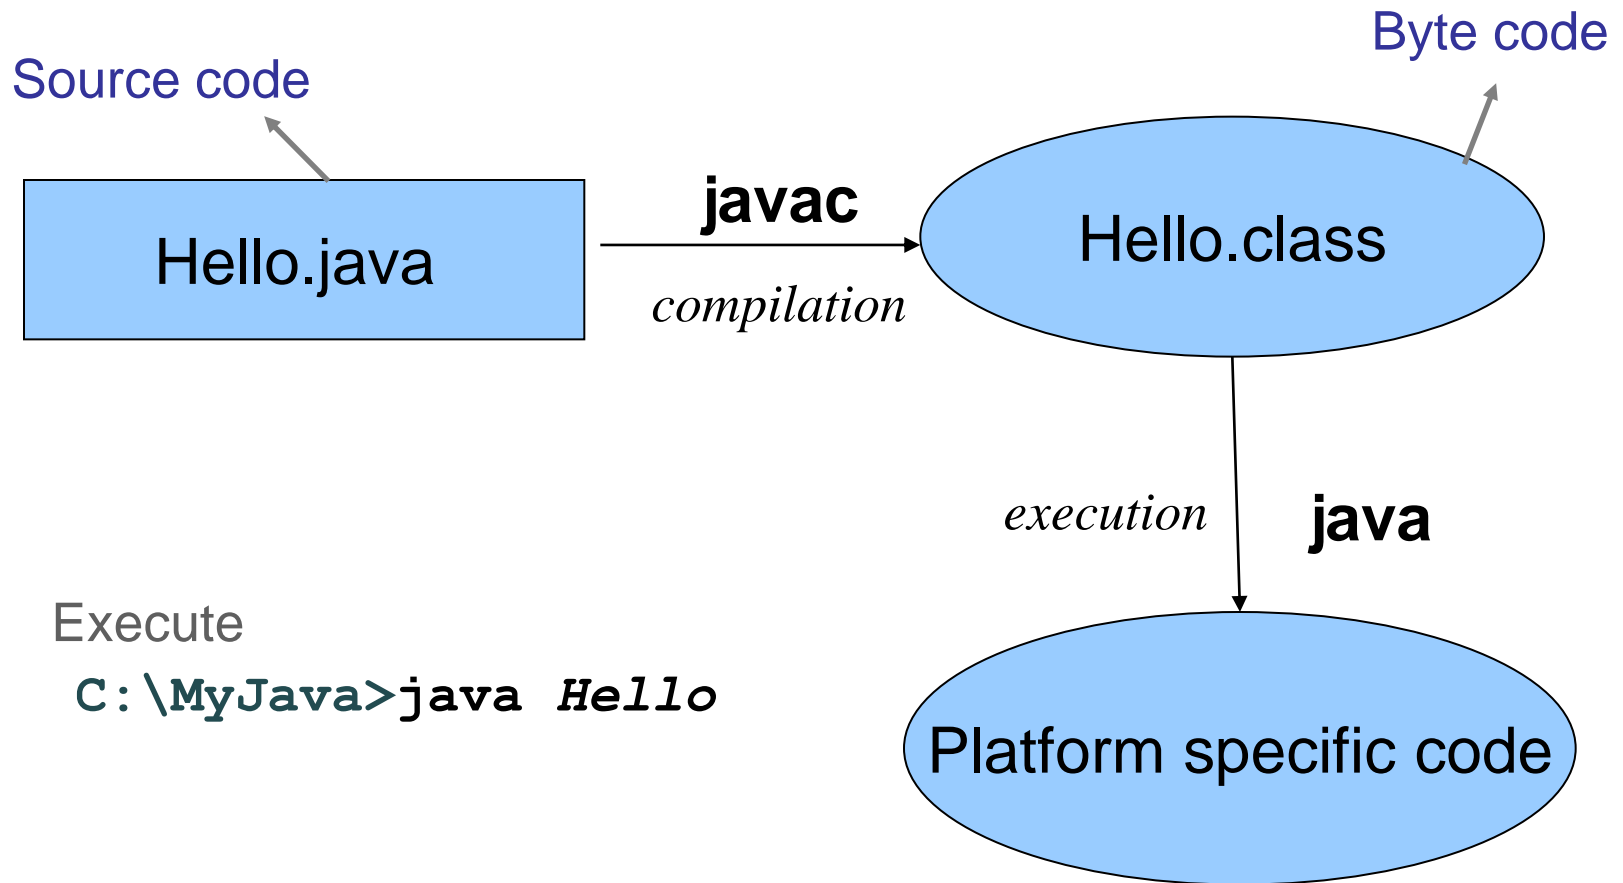 Byte code
Source code
javac
Hello.java
Hello.class
compilation
execution
java
Execute
C:\MyJava>java Hello
Platform specific code